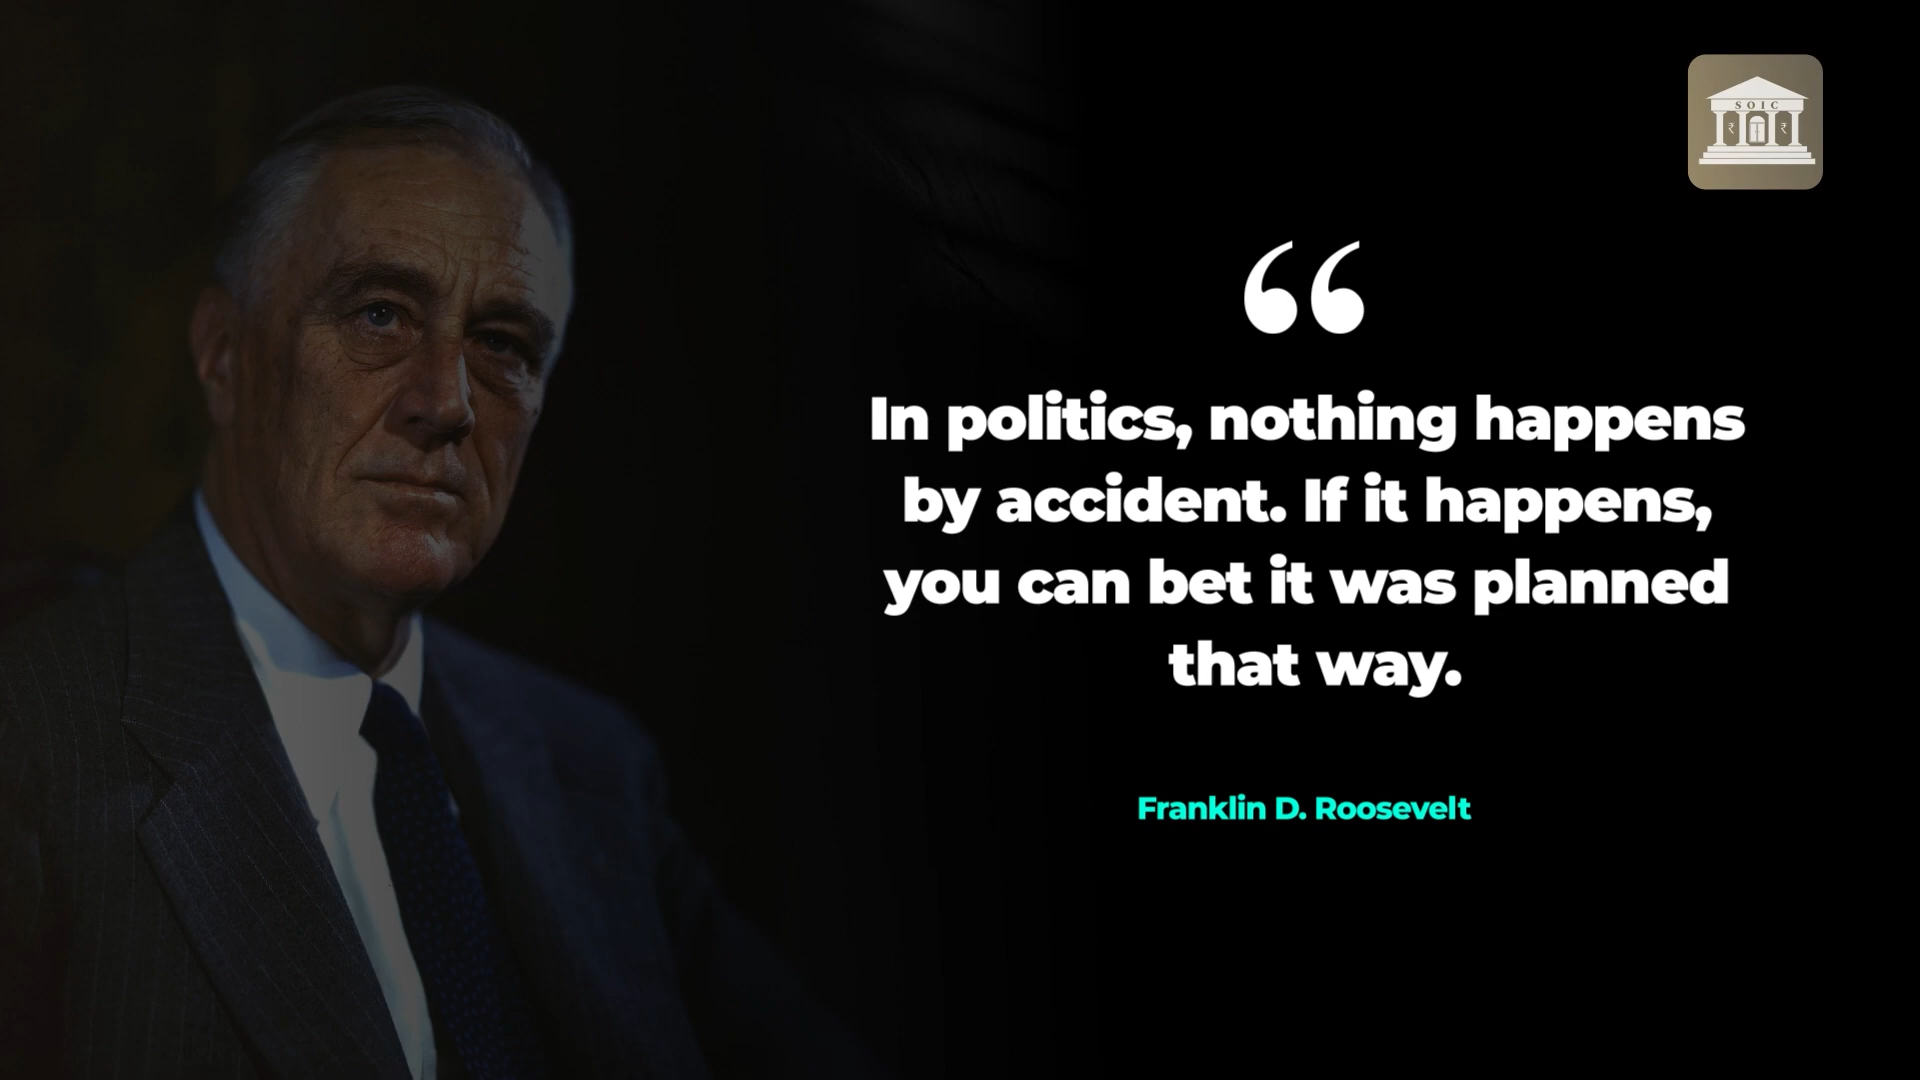 SOIC
₹ ₹
“
In politics, nothing happens
by accident. If it happens,
you can bet it was planned
that way.
Franklin D. Roosevelt